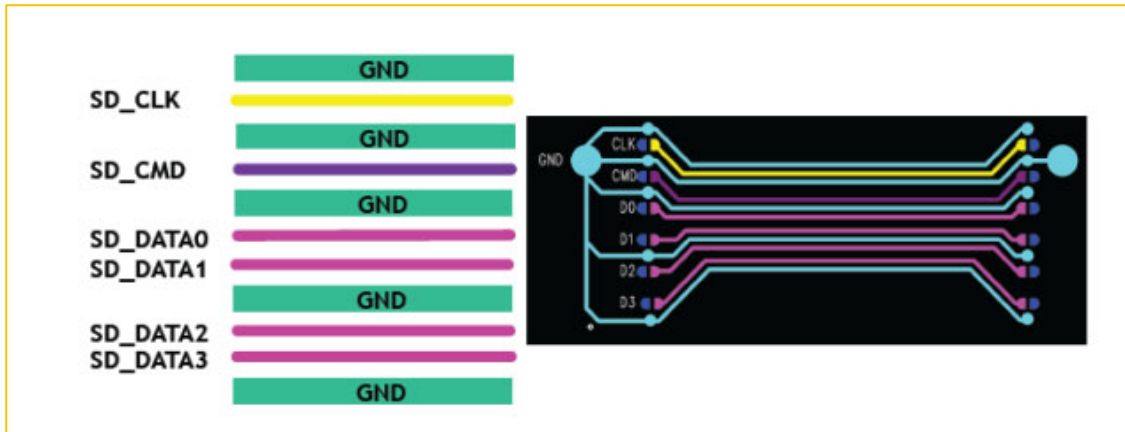 GND
SD_CLK
GND
SD_CMD
GND
SD_DATA0
SD_DATA1
GND
SD_DATA2
SD_DATA3
GND
CLK
GND
CMD
D0
D1
D2
D3